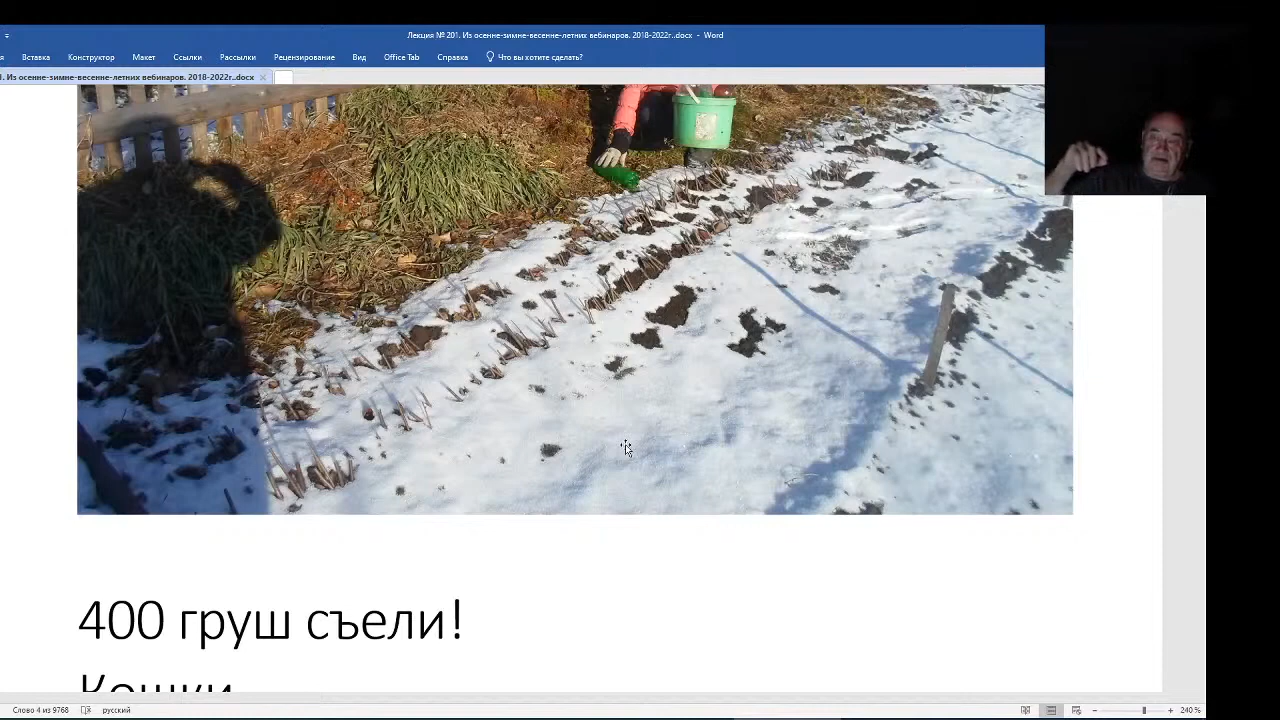 Лекция № 201. Из осенне-зимне-весенне-летних вебинаров. 2018-2022г..docx - Word
я Вставка Конструктор Макет Ссылки Рассылки Рецензирование Вид Office Tab Справка Что вы хотите сделать?
1. Из осенне-зимне-весенне-летних вебинаров. 2018-2022г..docx
400 груш съели!
Кошки
Слово 4 из 9768 русский 240 %